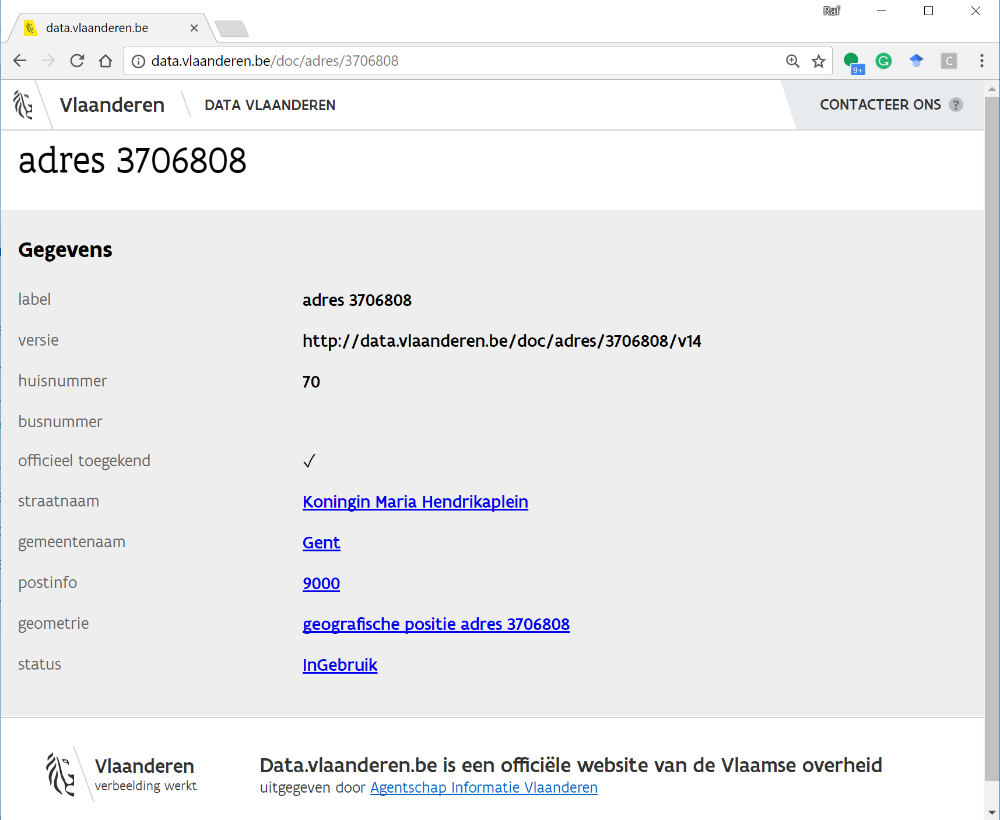 Raf
data.vlaanderen.be
data.vlaanderen.be/doc/adres/3706808
9+
G
C
Vlaanderen
DATA VLAANDEREN
CONTACTEER ONS ?
adres 3706808
Gegevens
label adres 3706808
versie http://data.vlaanderen.be/doc/adres/3706808/v14
huisnummer 70
busnummer
officieel toegekend ✓
straatnaam Koningin Maria Hendrikaplein
gemeentenaam Gent
postinfo 9000
geometrie geografische positie adres 3706808
status InGebruik
Vlaanderen
verbeelding werkt
Data.vlaanderen.be is een officiële website van de Vlaamse overheid
uitgegeven door Agentschap Informatie Vlaanderen